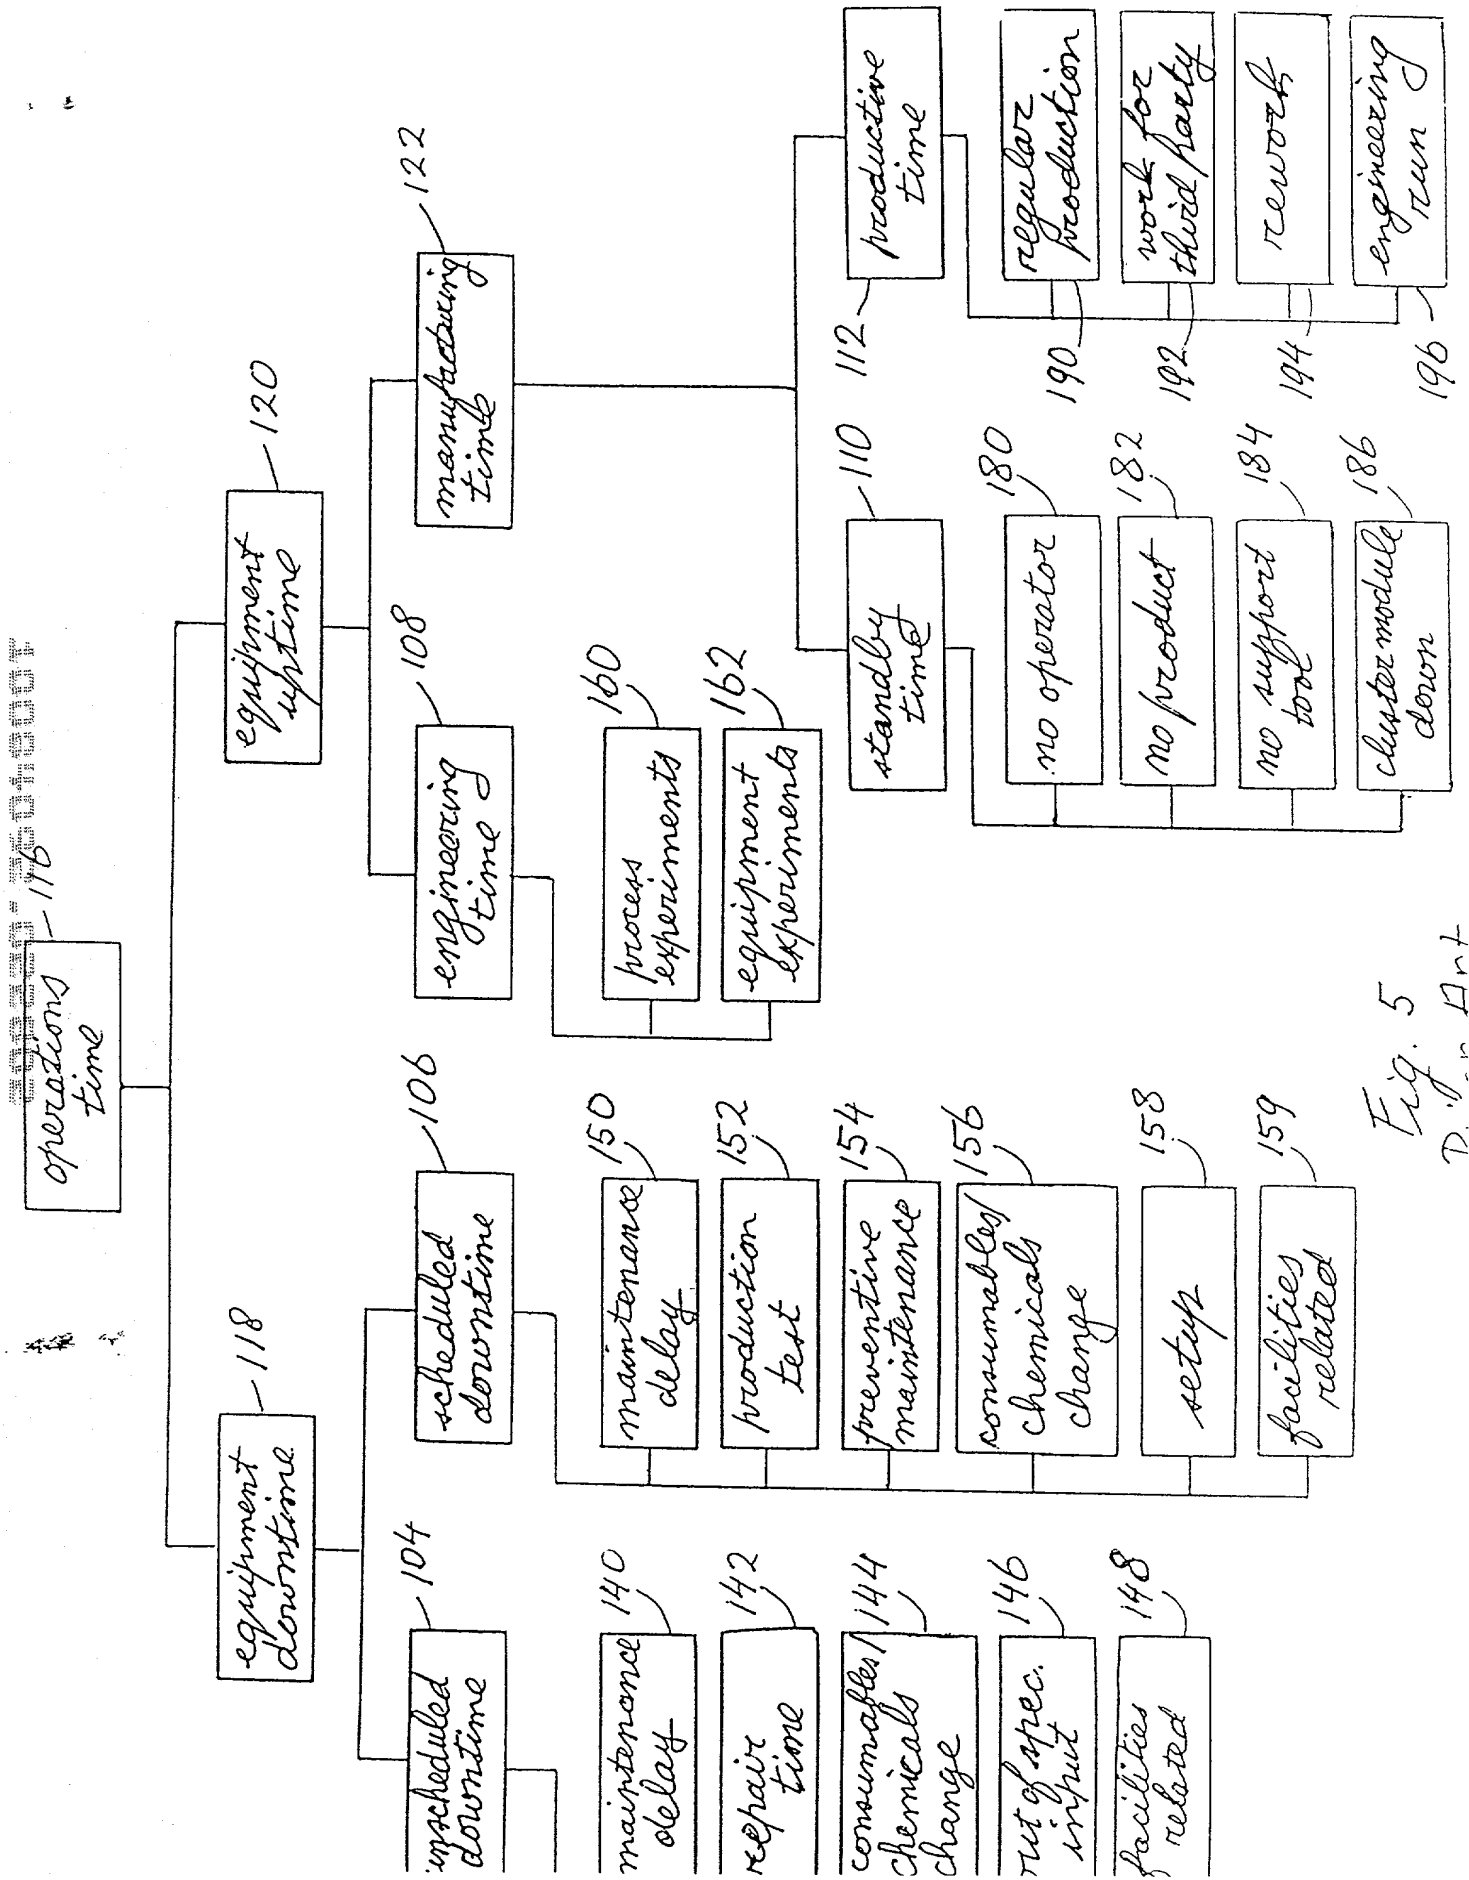 operations
time
116
equipment
downtime
118
equipment
uptime
120
unscheduled
downtime
104
scheduled
downtime
106
engineering
time
108
manufacturing
time
122
maintenance
delay
140
repair
time
142
consumables/
chemicals
change
144
out of spec.
input
146
facilities
related
148
maintenance
delay
150
production
test
152
preventive
maintenance
154
consumables/
chemicals
change
156
setup
158
facilities
related
159
process
experiments
160
equipment
experiments
162
standby
time
110
productive
time
112
no operator
180
no product
182
no support
tool
184
cluster module
down
186
regular
production
190
work for
third party
192
rework
194
engineering
run
196
Fig. 5
Prior Art